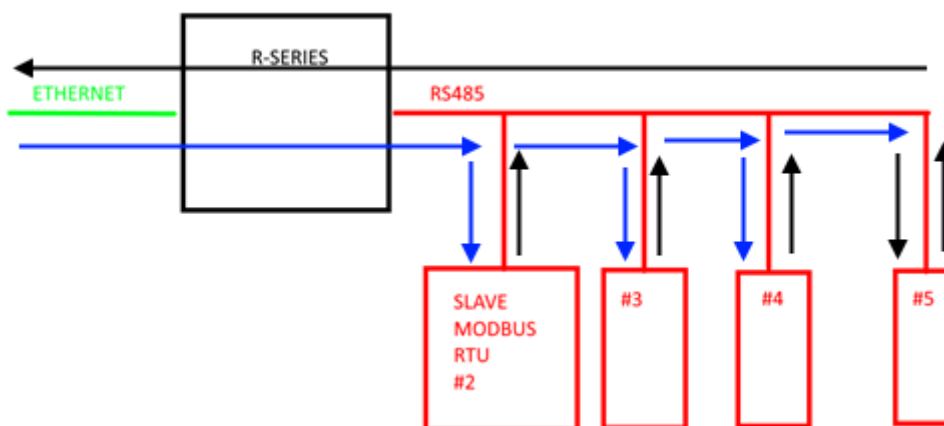 R-SERIES
ETHERNET
RS485
SLAVE
MODBUS
RTU
#2
#3
#4
#5